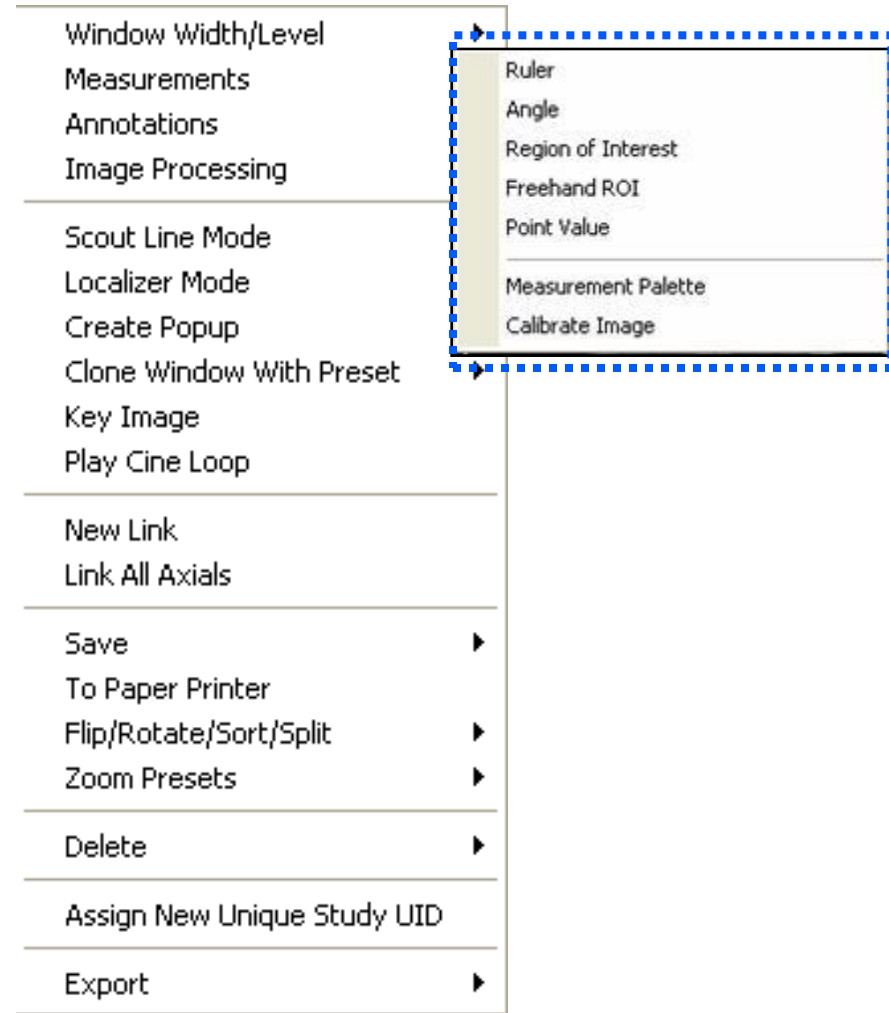 Window Width/Level
Measurements
Annotations
Image Processing
Scout Line Mode
Localizer Mode
Create Popup
Clone Window With Preset
Key Image
Play Cine Loop
New Link
Link All Axials
Save
To Paper Printer
Flip/Rotate/Sort/Split
Zoom Presets
Delete
Assign New Unique Study UID
Export
Ruler
Angle
Region of Interest
Freehand ROI
Point Value
Measurement Palette
Calibrate Image